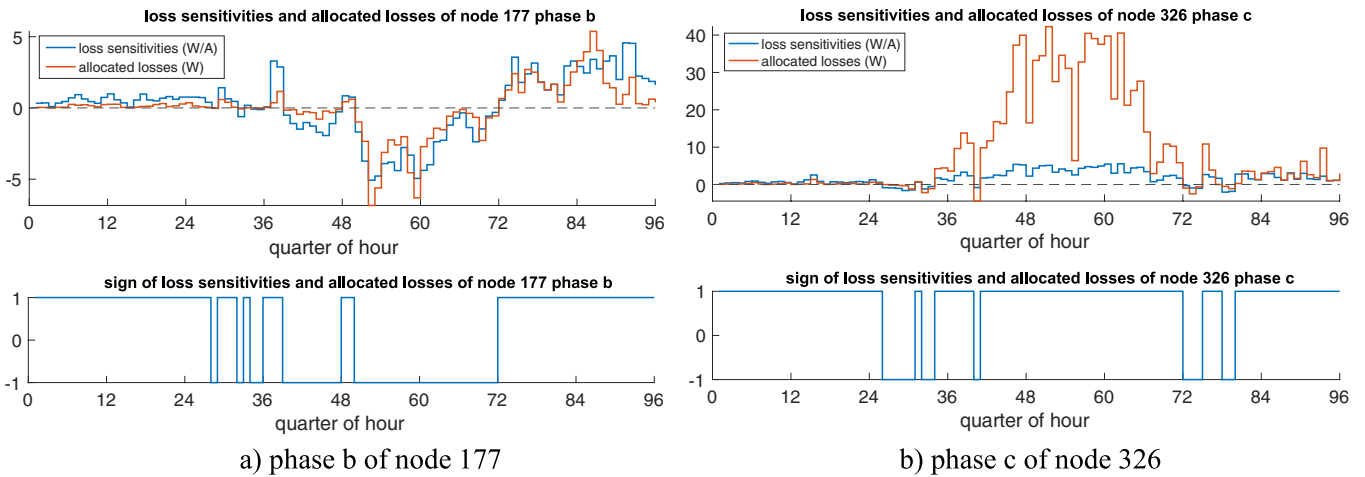 loss sensitivities and allocated losses of node 177 phase b
5
0
-5
loss sensitivities (W/A)
allocated losses (W)
0 12 24 36 48 60 72 84 96
quarter of hour
sign of loss sensitivities and allocated losses of node 177 phase b
1
0
-1
0 12 24 36 48 60 72 84 96
quarter of hour
a) phase b of node 177
loss sensitivities and allocated losses of node 326 phase c
40
30
20
10
0
loss sensitivities (W/A)
allocated losses (W)
0 12 24 36 48 60 72 84 96
quarter of hour
sign of loss sensitivities and allocated losses of node 326 phase c
1
0
-1
0 12 24 36 48 60 72 84 96
quarter of hour
b) phase c of node 326